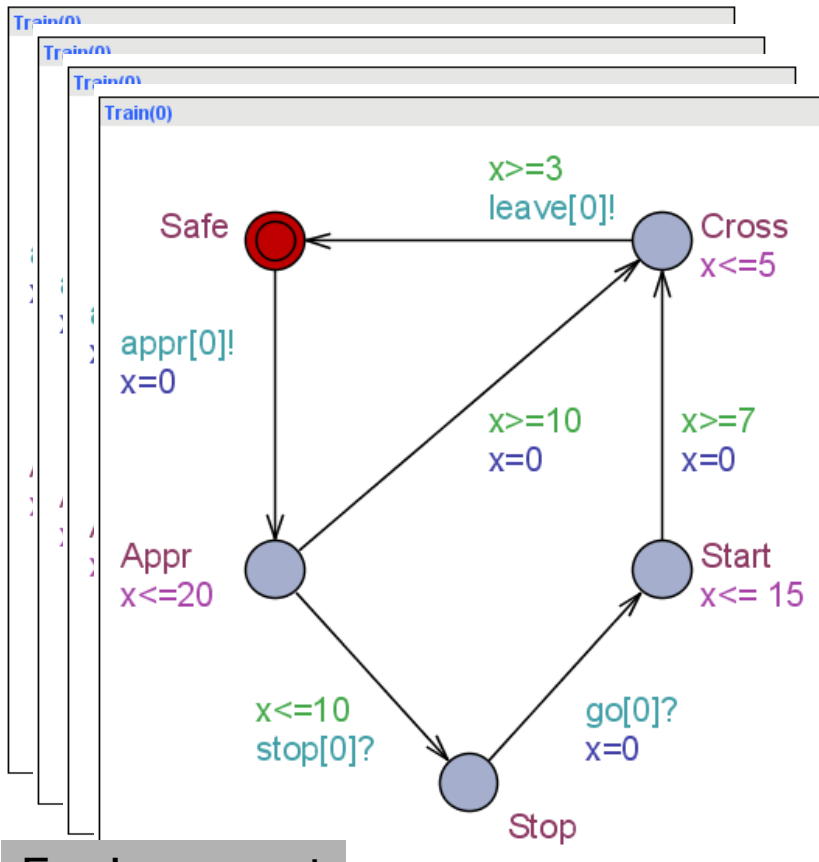 Train(0)
Train(0)
Train(0)
Train(0)
x>=3
leave[0]!
Safe
Cross
x<=5
appr[0]!
x=0
x>=10
x=0
x>=7
x=0
Appr
x<=20
Start
x<= 15
x<=10
stop[0]?
go[0]?
x=0
Stop